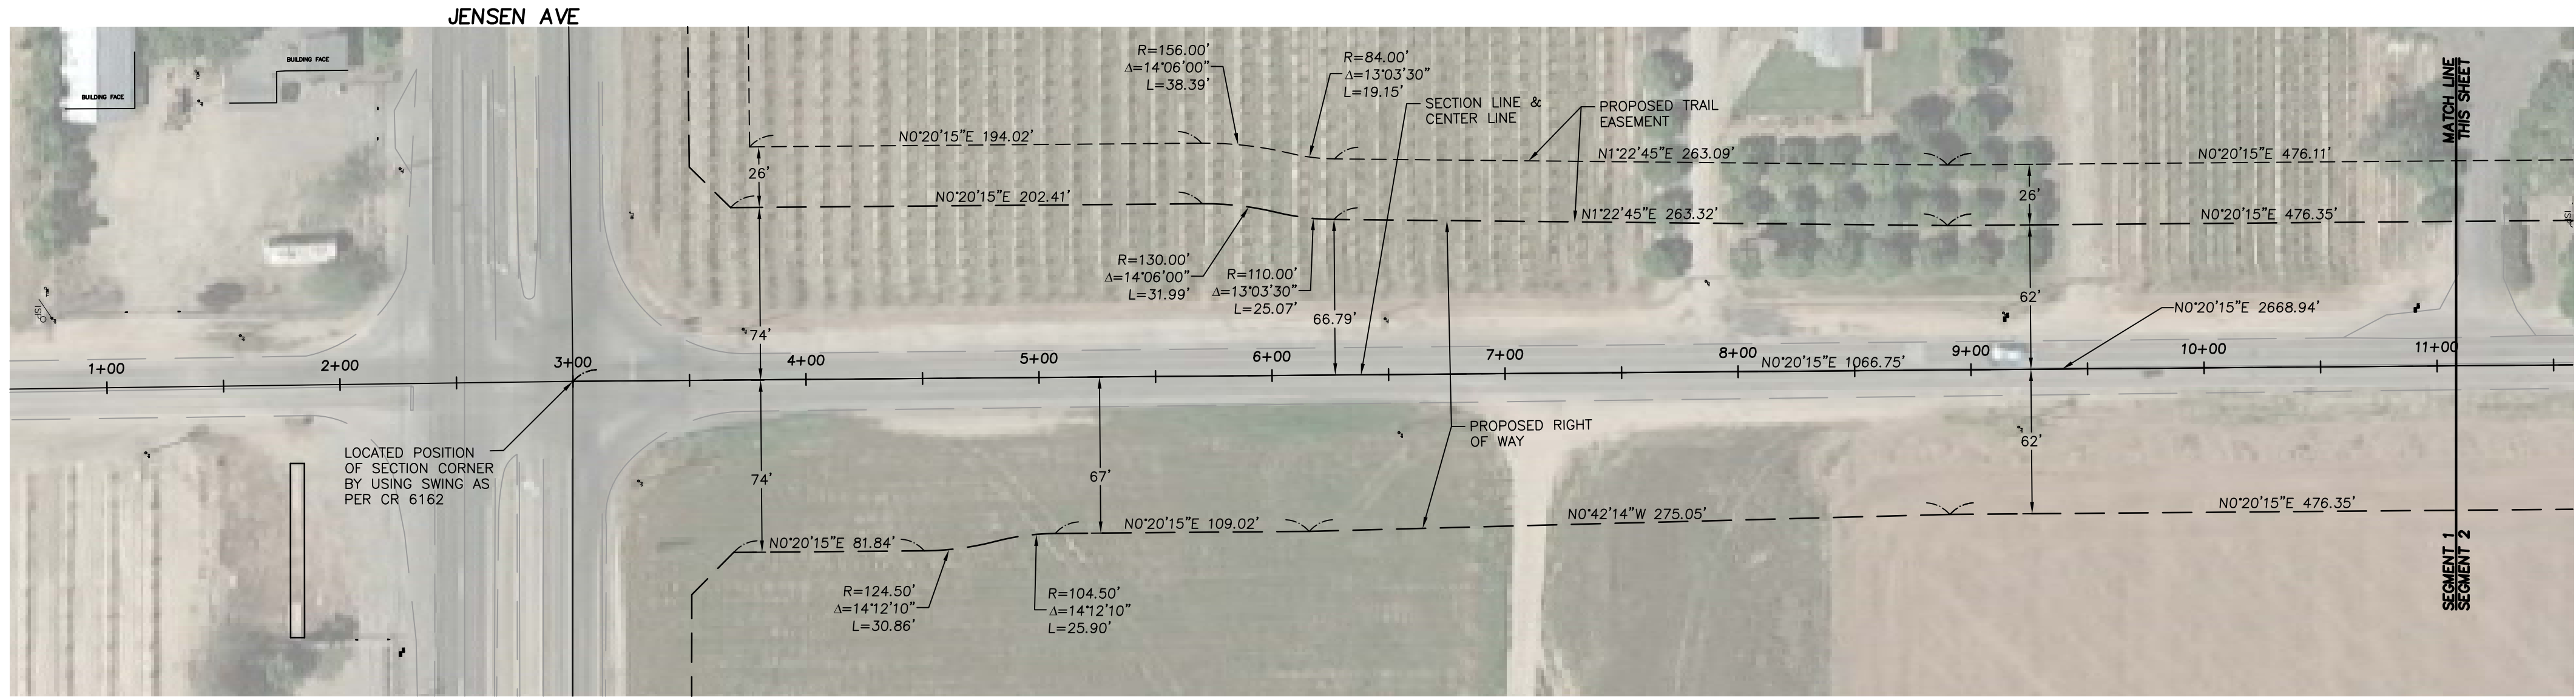 JENSEN AVE
BUILDING FACE
BUILDING FACE
R=156.00'
Δ=14°06'00"
L=38.39'
R=84.00'
Δ=13°03'30"
L=19.15'
SECTION LINE &
CENTER LINE
PROPOSED TRAIL
EASEMENT
MATCH LINE
THIS SHEET
N0°20'15"E 194.02'
N1°22'45"E 263.09'
N0°20'15"E 476.11'
26'
26'
N0°20'15"E 202.41'
N1°22'45"E 263.32'
N0°20'15"E 476.35'
R=130.00'
Δ=14°06'00"
L=31.99'
R=110.00'
Δ=13°03'30"
L=25.07'
66.79'
62'
N0°20'15"E 2668.94'
74'
1+00
2+00
3+00
4+00
5+00
6+00
7+00
8+00
9+00
10+00
11+00
N0°20'15"E 1066.75'
LOCATED POSITION
OF SECTION CORNER
BY USING SWING AS
PER CR 6162
PROPOSED RIGHT
OF WAY
74'
67'
62'
N0°20'15"E 81.84'
N0°20'15"E 109.02'
N0°42'14"W 275.05'
N0°20'15"E 476.35'
R=124.50'
Δ=14°12'10"
L=30.86'
R=104.50'
Δ=14°12'10"
L=25.90'
SEGMENT 1
SEGMENT 2